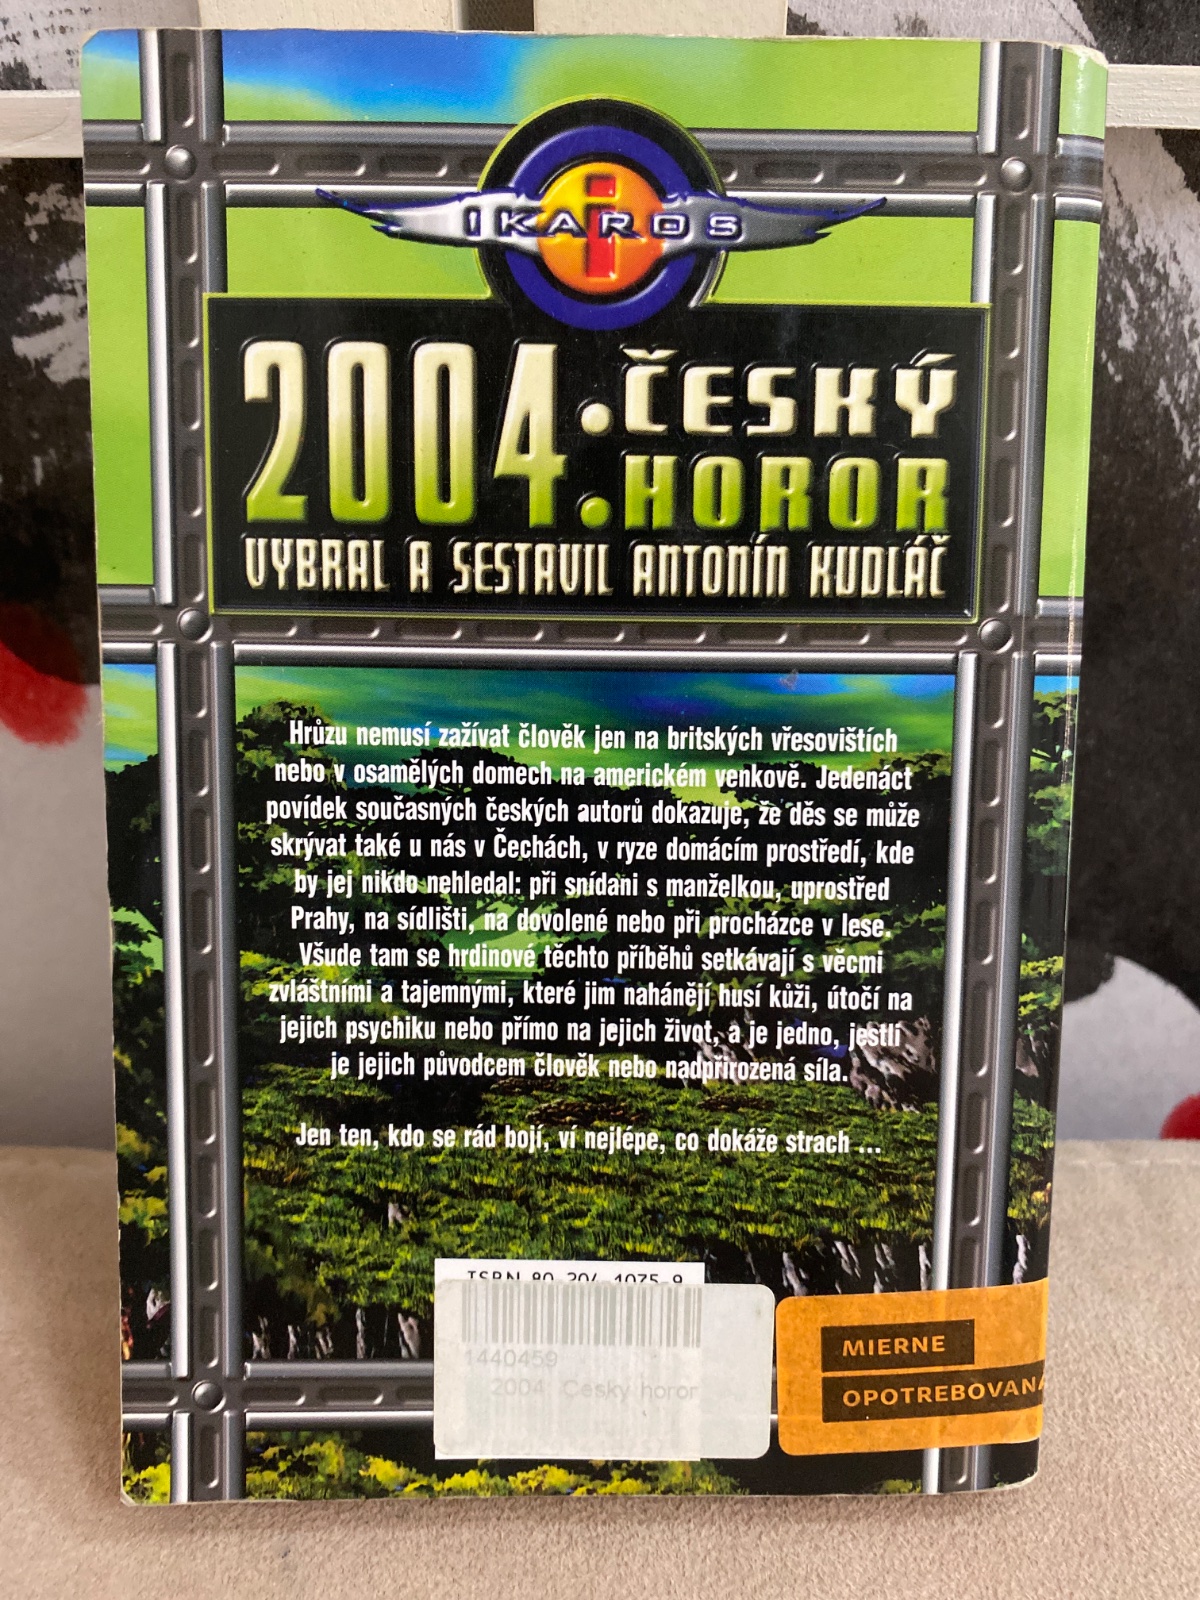 IKAROS
2004: ČESKÝ
HOROR
VYBRAL A SESTAVIL ANTONÍN KUDLÁČ
Hrůzu nemusí zažívat člověk jen na britských vřesovištích
nebo v osamělých domech na americkém venkově. Jedenáct
povídek současných českých autorů dokazuje, že děs se může
skrývat také u nás v Čechách, v ryze domácím prostředí, kde
by jej nikdo nehledal: při snídani s manželkou, uprostřed
Prahy, na sídlišti, na dovolené nebo při procházce v lese.
Všude tam se hrdinové těchto příběhů setkávají s věcmi
zvláštními a tajemnými, které jim nahánějí husí kůži, útočí na
jejich psychiku nebo přímo na jejich život, a je jedno, jestli
je jejich původcem člověk nebo nadpřirozená síla.
Jen ten, kdo se rád bojí, ví nejlépe, co dokáže strach ...
ISBN 80-204-1075-9
1440459
2004: Český horor
MIERNE
OPOTREBOVANÁ